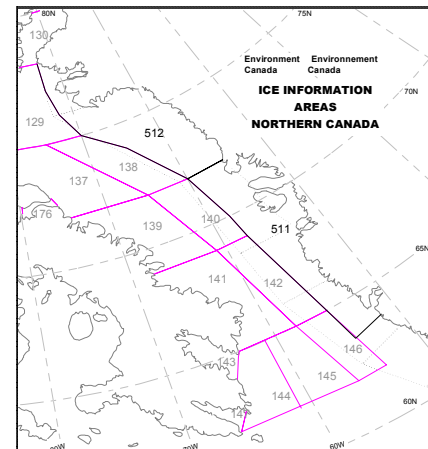 80N
75N
130
Environment Environnement
Canada Canada
ICE INFORMATION
AREAS
NORTHERN CANADA
70N
129
512
138
137
176
140
139
511
65N
141
142
143
146
145
144
60N
60W